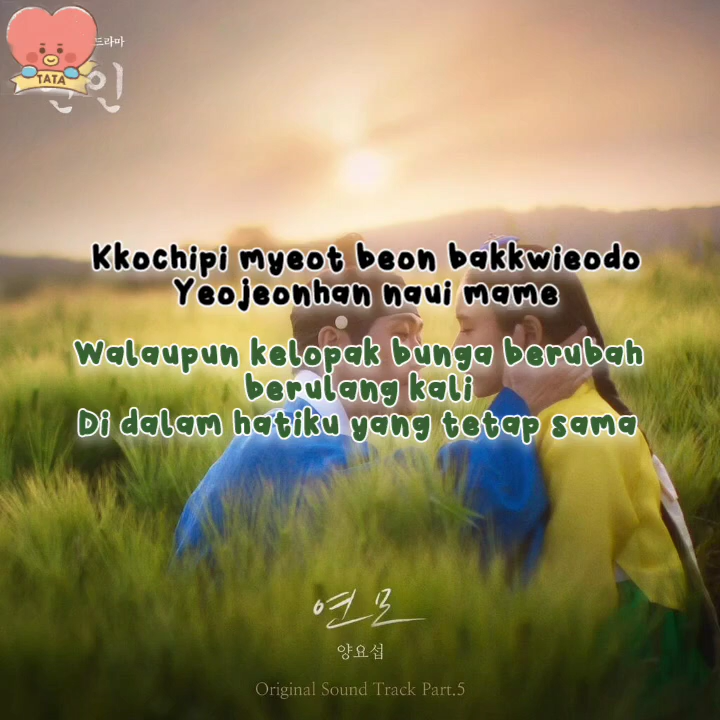 드라마
TATA
인
Kkochipi myeot beon bakkwieodo
Yeojeonhan naui mame
Walaupun kelopak bunga berubah
berulang kali
Di dalam hatiku yang tetap sama
연모
양요섭
Original Sound Track Part.5